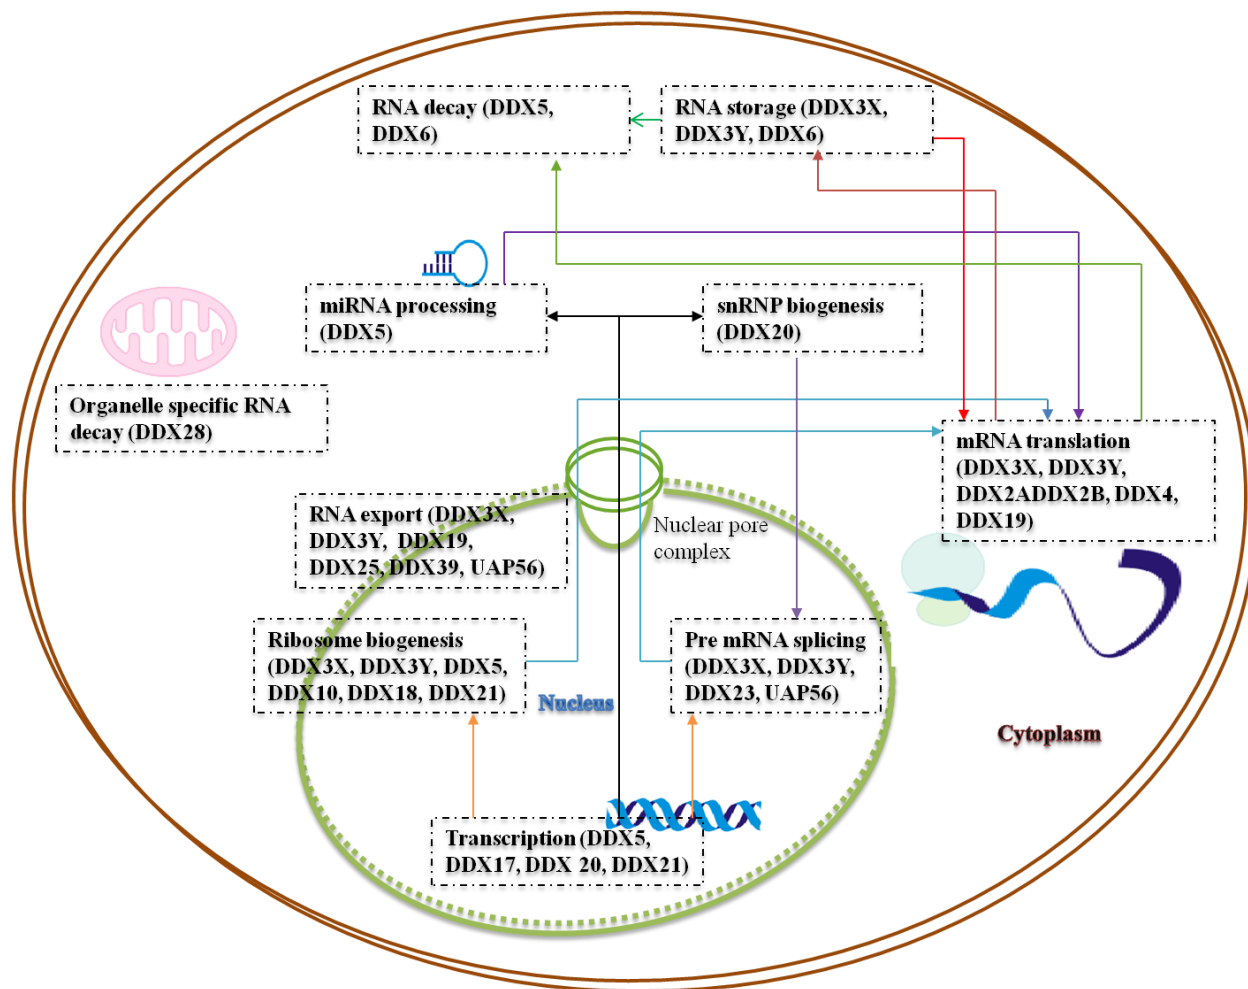 RNA decay (DDX5,
DDX6)
RNA storage (DDX3X,
DDX3Y, DDX6)
miRNA processing
(DDX5)
snRNP biogenesis
(DDX20)
Organelle specific RNA
decay (DDX28)
mRNA translation
(DDX3X, DDX3Y,
DDX2ADDX2B, DDX4,
DDX19)
RNA export (DDX3X,
DDX3Y, DDX19,
DDX25, DDX39, UAP56)
Nuclear pore
complex
Ribosome biogenesis
(DDX3X, DDX3Y, DDX5,
DDX10, DDX18, DDX21)
Pre mRNA splicing
(DDX3X, DDX3Y,
DDX23, UAP56)
Nucleus
Cytoplasm
Transcription (DDX5,
DDX17, DDX 20, DDX21)